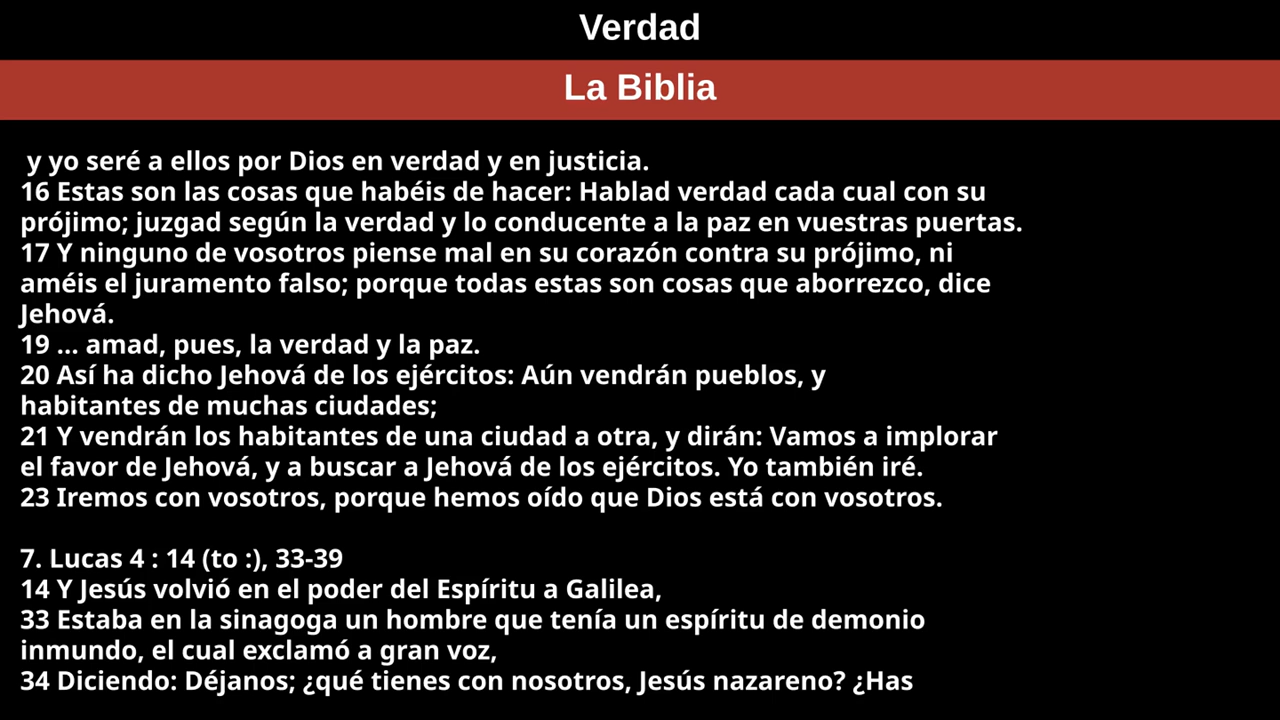 Verdad
La Biblia
y yo seré a ellos por Dios en verdad y en justicia.
16 Estas son las cosas que habéis de hacer: Hablad verdad cada cual con su
prójimo; juzgad según la verdad y lo conducente a la paz en vuestras puertas.
17 Y ninguno de vosotros piense mal en su corazón contra su prójimo, ni
améis el juramento falso; porque todas estas son cosas que aborrezco, dice
Jehová.
19 ... amad, pues, la verdad y la paz.
20 Así ha dicho Jehová de los ejércitos: Aún vendrán pueblos, y
habitantes de muchas ciudades;
21 Y vendrán los habitantes de una ciudad a otra, y dirán: Vamos a implorar
el favor de Jehová, y a buscar a Jehová de los ejércitos. Yo también iré.
23 Iremos con vosotros, porque hemos oído que Dios está con vosotros.
7. Lucas 4 : 14 (to :), 33-39
14 Y Jesús volvió en el poder del Espíritu a Galilea,
33 Estaba en la sinagoga un hombre que tenía un espíritu de demonio
inmundo, el cual exclamó a gran voz,
34 Diciendo: Déjanos; ¿qué tienes con nosotros, Jesús nazareno? ¿Has